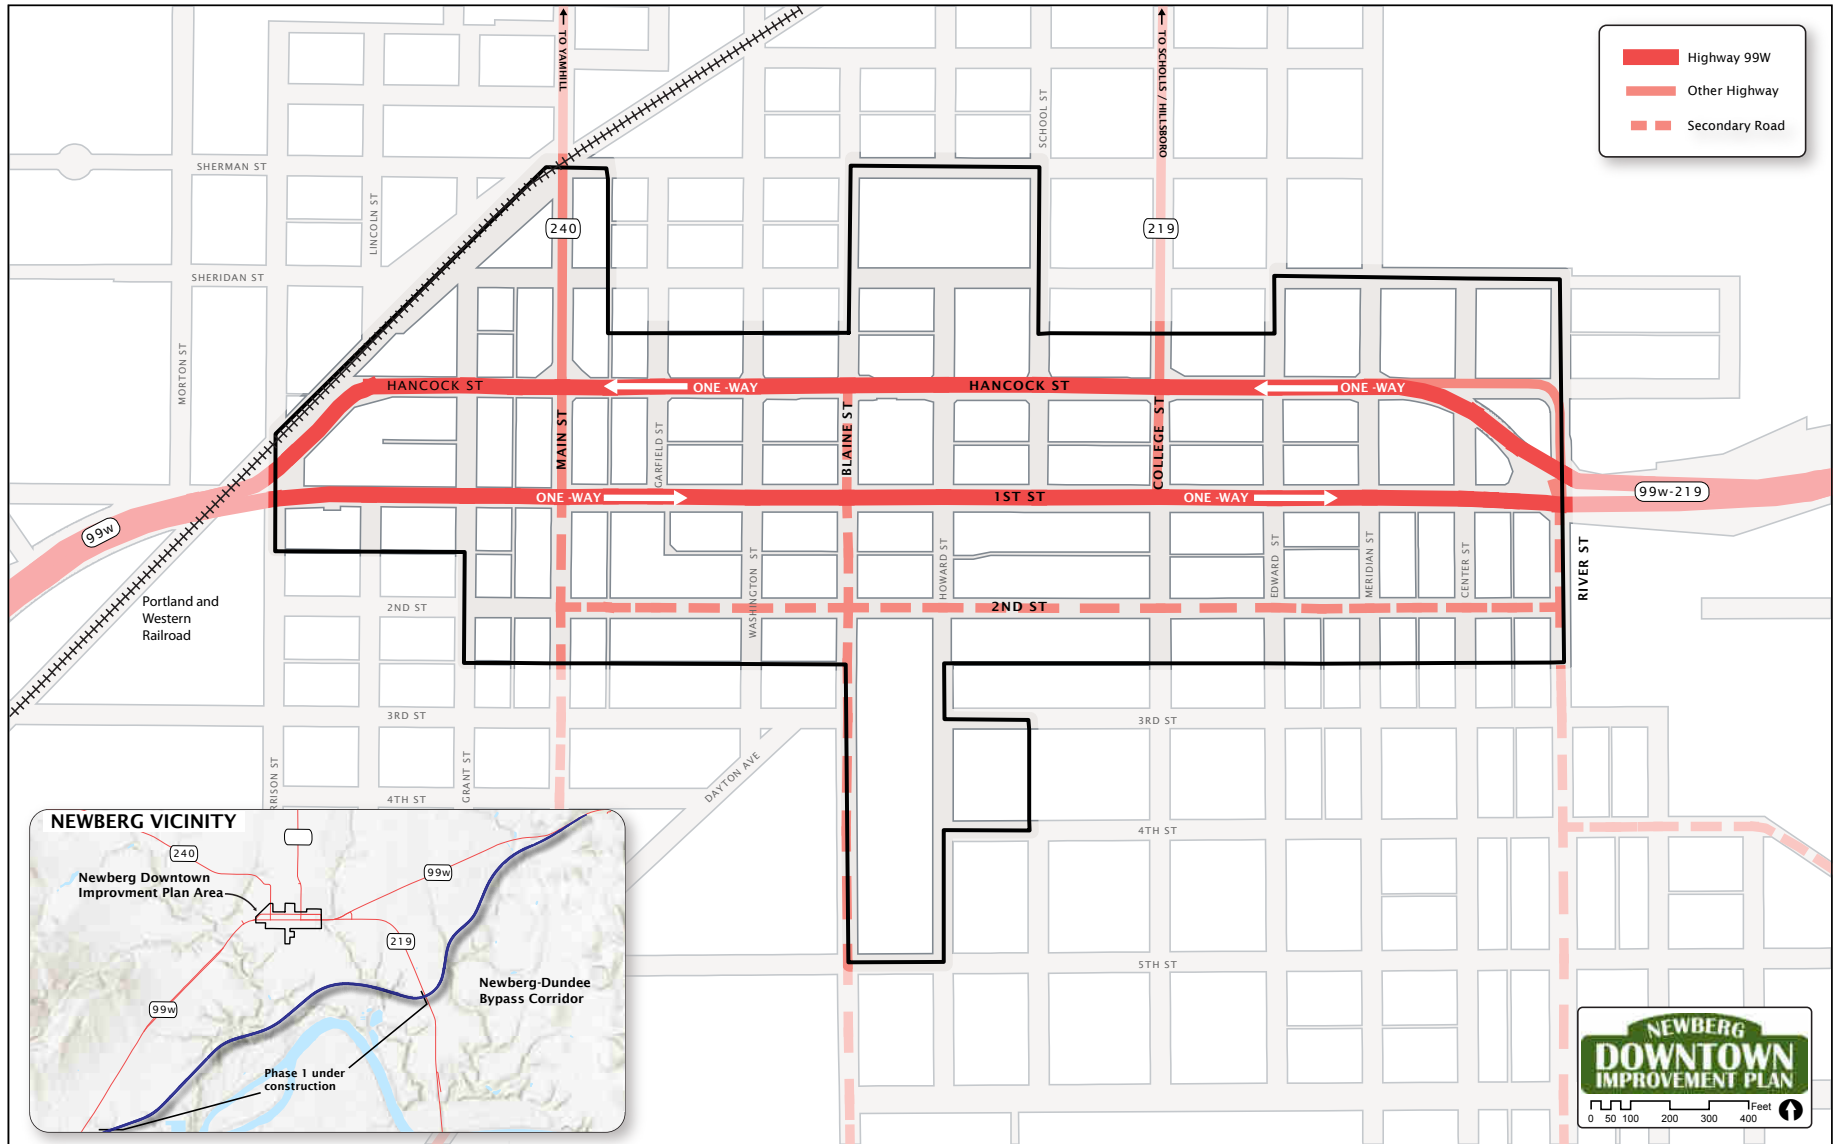 TO YAMHILL
TO SCHOLLS / HILLSBORO
Highway 99W
Other Highway
Secondary Road
SCHOOL ST
SHERMAN ST
LINCOLN ST
240
219
SHERIDAN ST
MORTON ST
HANCOCK ST
ONE -WAY
HANCOCK ST
ONE -WAY
MAIN ST
GARFIELD ST
BLAINE ST
COLLEGE ST
ONE -WAY
1ST ST
ONE -WAY
99w-219
99w
WASHINGTON ST
HOWARD ST
EDWARD ST
MERIDIAN ST
CENTER ST
RIVER ST
Portland and
Western
Railroad
2ND ST
2ND ST
3RD ST
3RD ST
RISON ST
GRANT ST
DAYTON AVE
4TH ST
4TH ST
5TH ST
NEWBERG VICINITY
240
99w
Newberg Downtown
Improvment Plan Area
219
Newberg-Dundee
Bypass Corridor
99w
Phase 1 under
construction
NEWBERG
DOWNTOWN
IMPROVEMENT PLAN
Feet
0 50 100 200 300 400